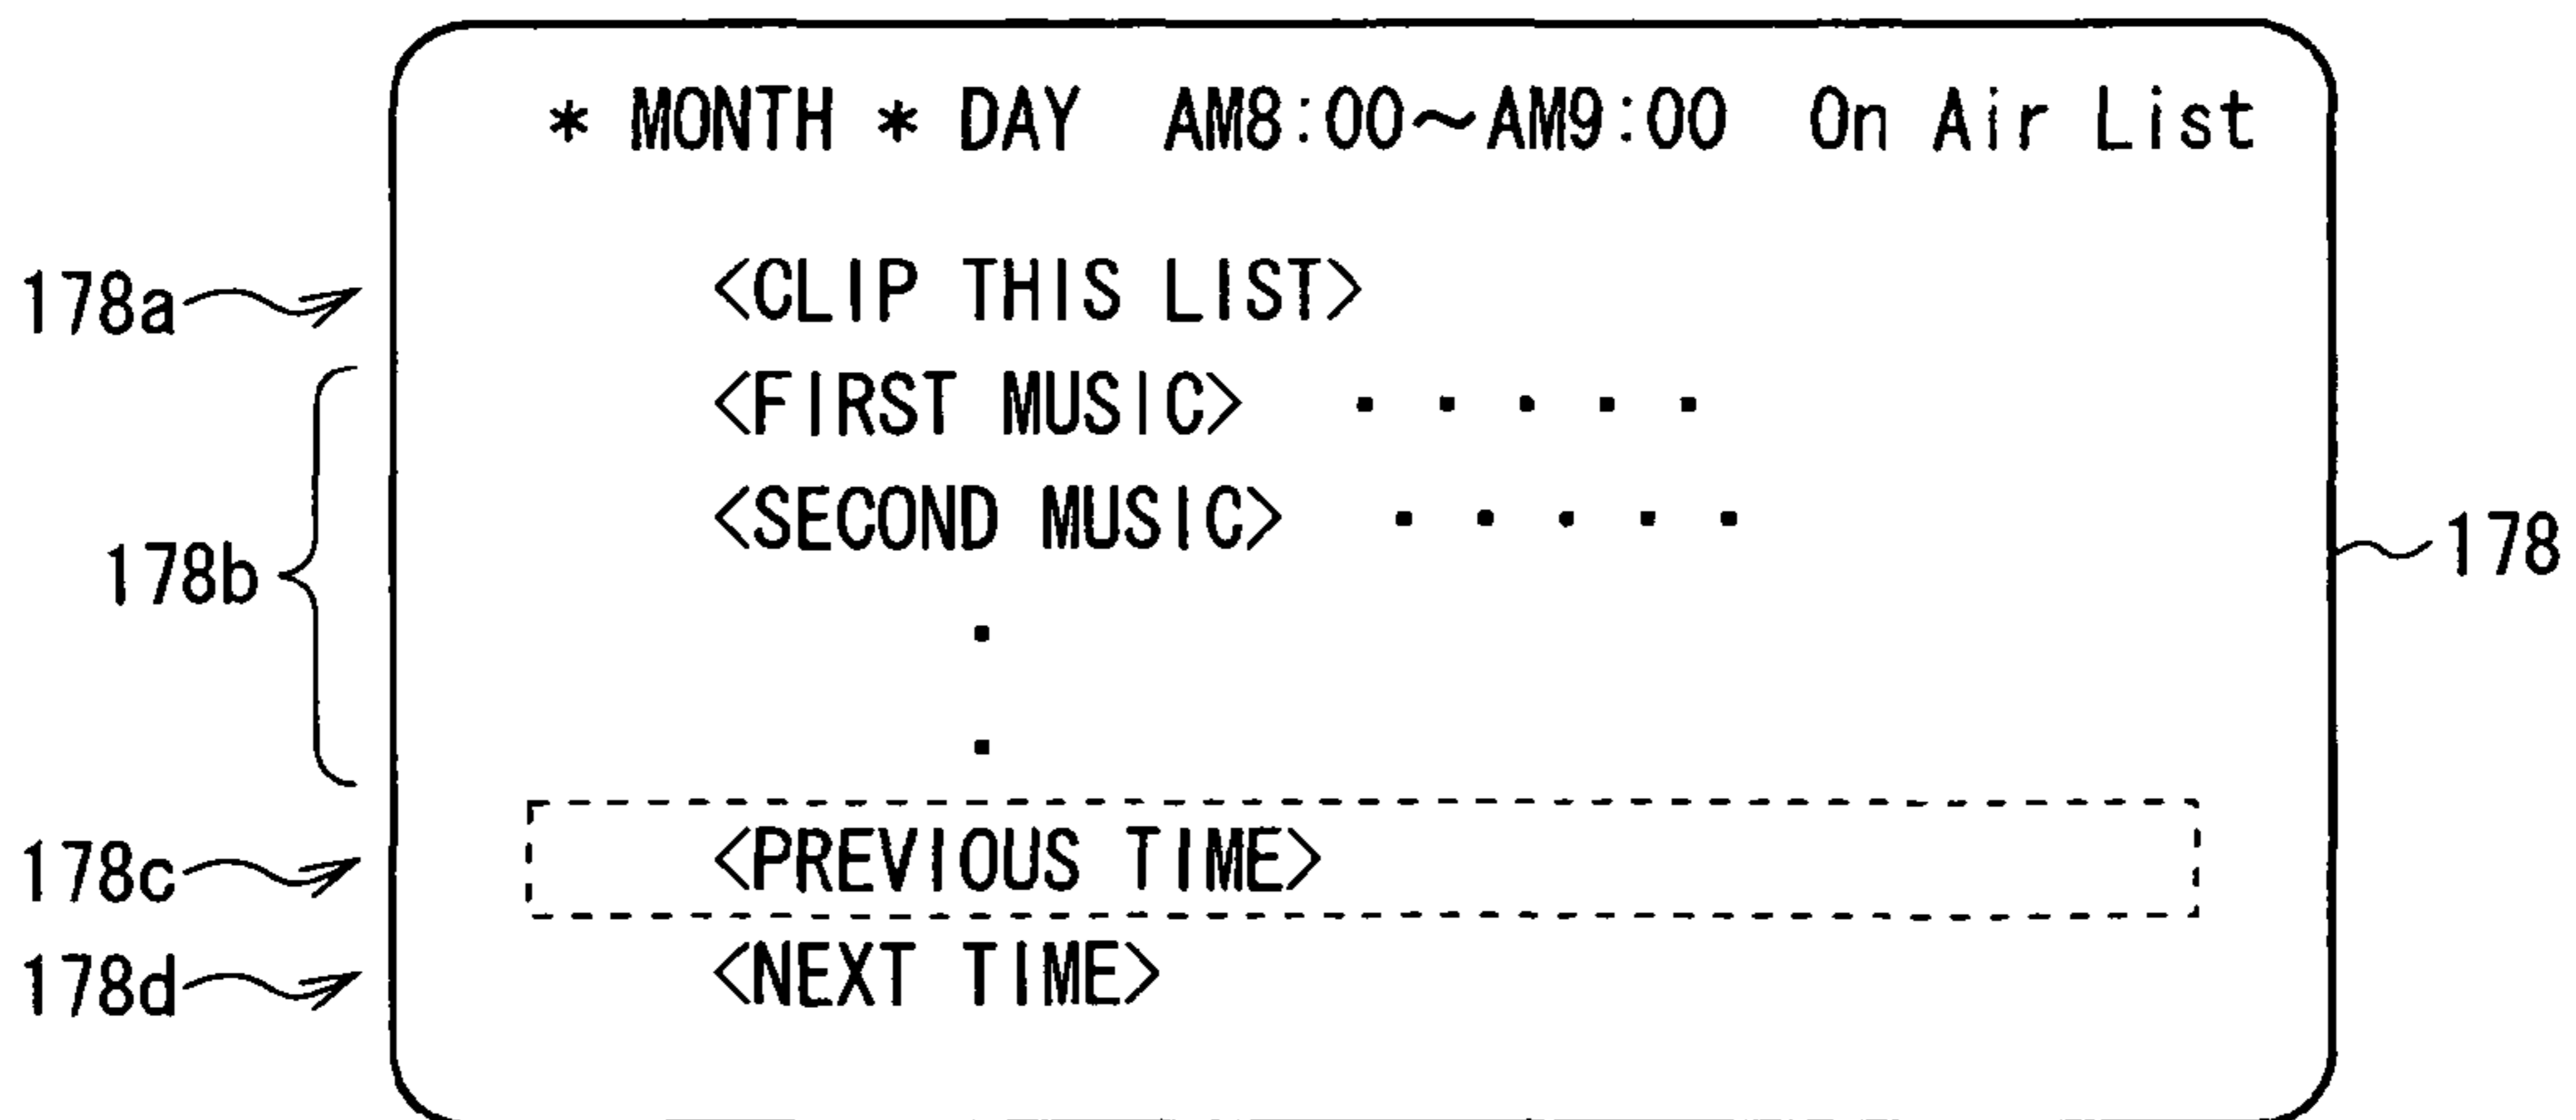 * MONTH * DAY AM8:00~AM9:00 On Air List
178a <CLIP THIS LIST>
<FIRST MUSIC> ・・・・・
<SECOND MUSIC> ・・・・・
178b
178
・
・
178c <PREVIOUS TIME>
178d <NEXT TIME>